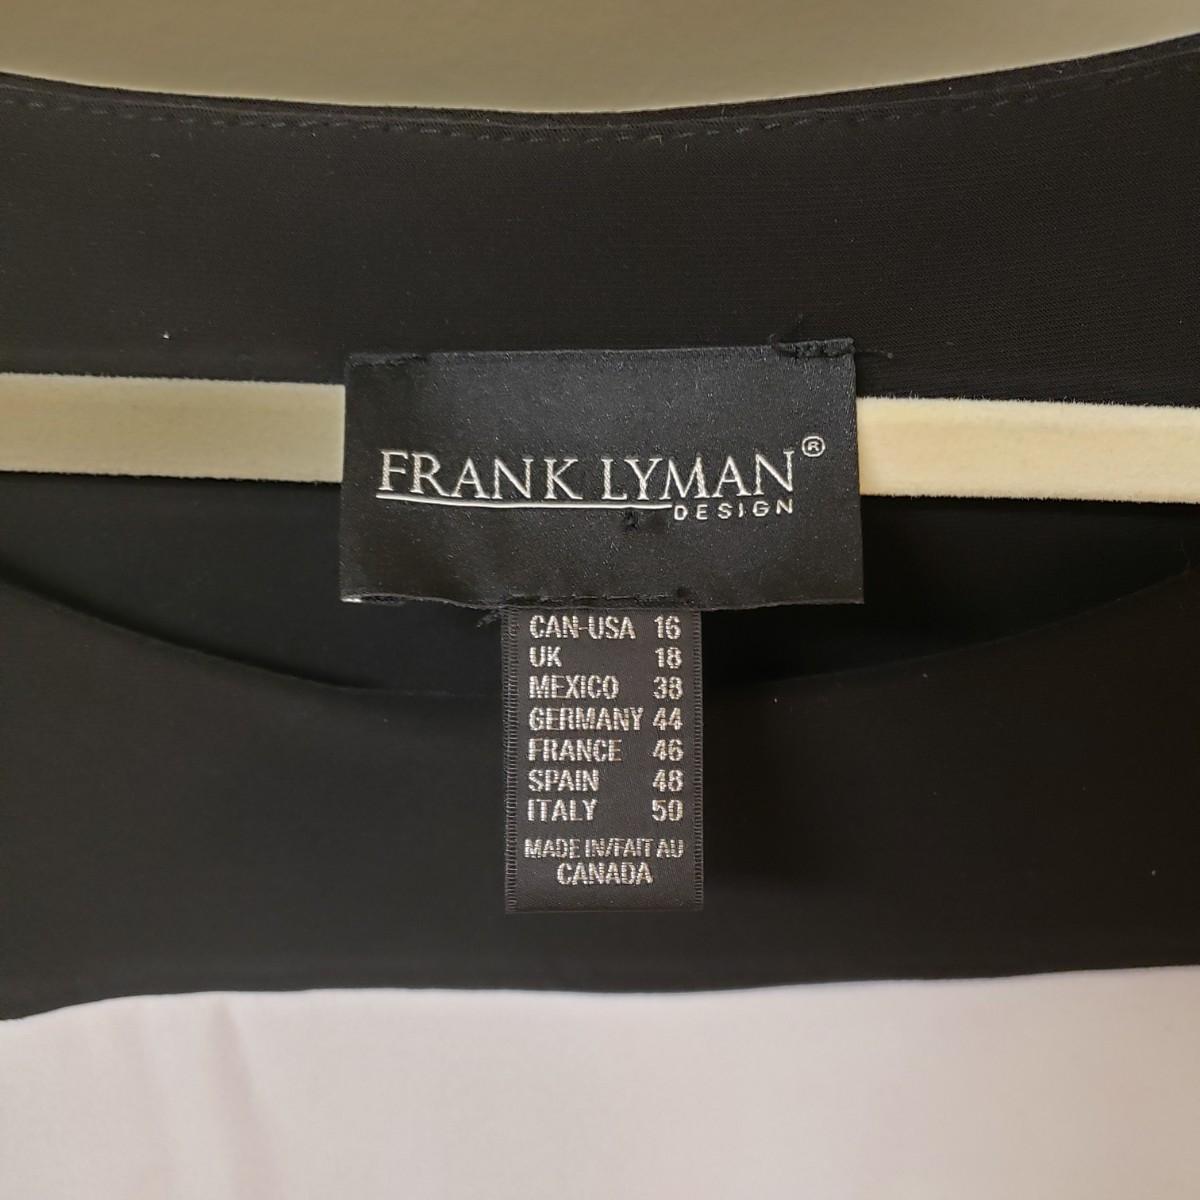 FRANK LYMAN®
DESIGN
CAN-USA 16
UK 18
MEXICO 38
GERMANY 44
FRANCE 46
SPAIN 48
ITALY 50
MADE IN/FAIT AU
CANADA